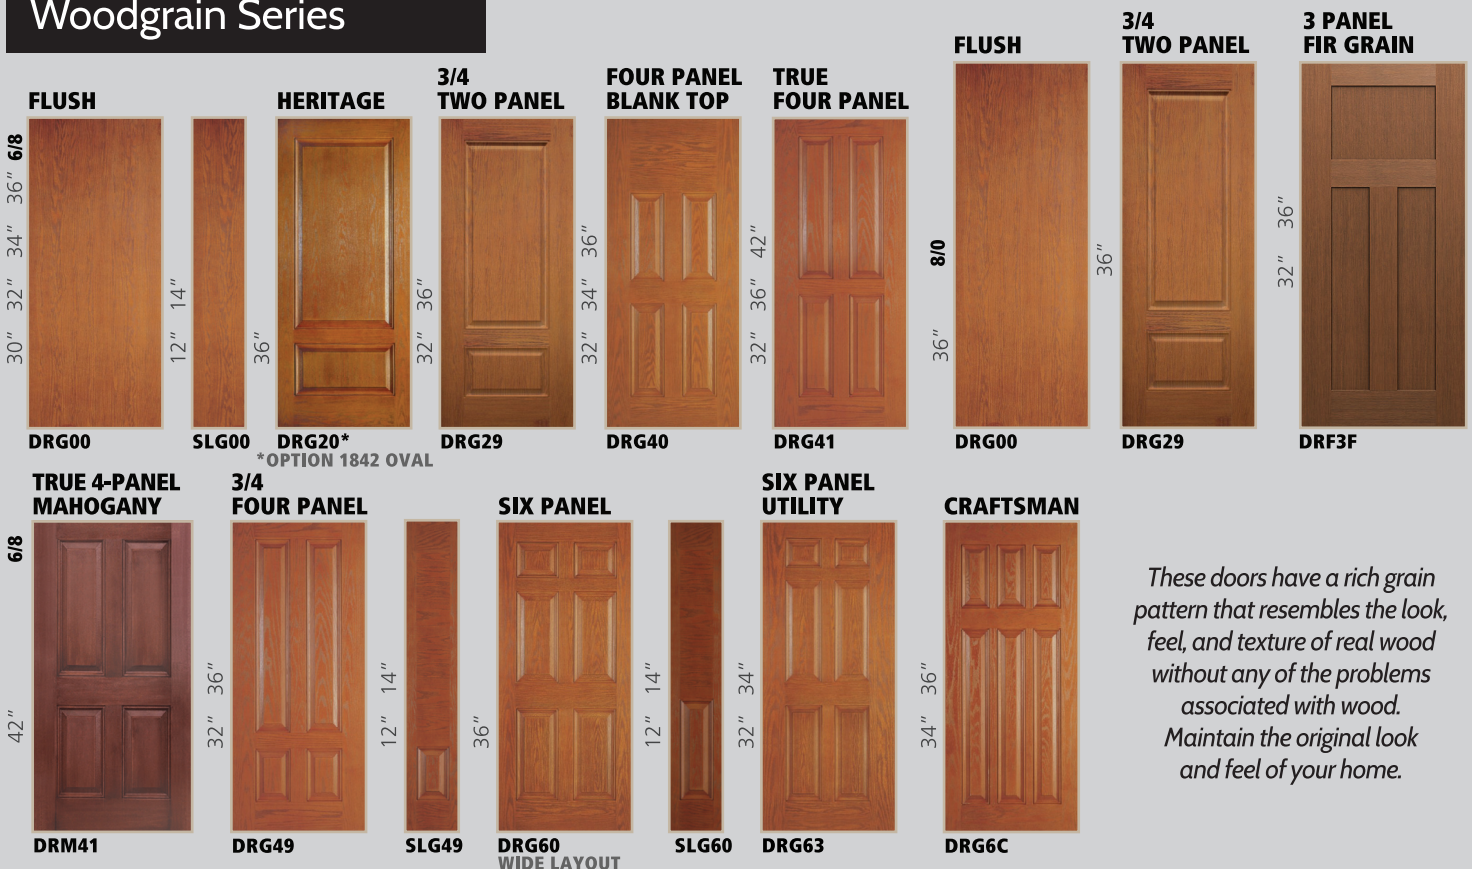 Woodgrain Series
FLUSH
6/8
36"
34"
32"
30"
DRG00
14"
12"
SLG00
HERITAGE
36"
DRG20*
*OPTION 1842 OVAL
3/4
TWO PANEL
36"
32"
DRG29
FOUR PANEL
BLANK TOP
36"
34"
32"
DRG40
TRUE
FOUR PANEL
42"
36"
32"
DRG41
FLUSH
8/0
36"
DRG00
3/4
TWO PANEL
36"
DRG29
3 PANEL
FIR GRAIN
36"
32"
DRF3F
TRUE 4-PANEL
MAHOGANY
6/8
42"
DRM41
3/4
FOUR PANEL
36"
32"
DRG49
14"
12"
SLG49
SIX PANEL
36"
DRG60
WIDE LAYOUT
14"
12"
SLG60
SIX PANEL
UTILITY
34"
32"
DRG63
CRAFTSMAN
36"
34"
DRG6C
These doors have a rich grain
pattern that resembles the look,
feel, and texture of real wood
without any of the problems
associated with wood.
Maintain the original look
and feel of your home.